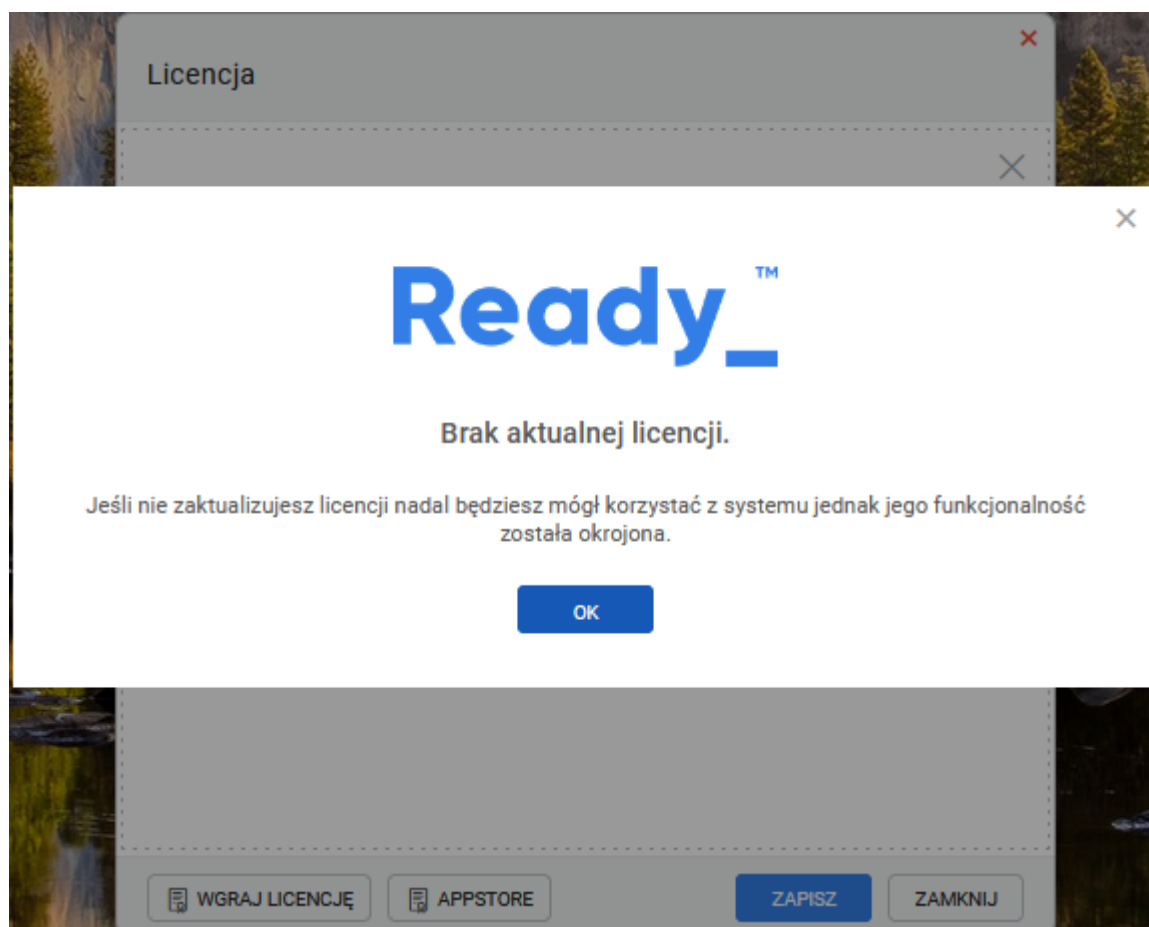 Licencja
Ready_™
Brak aktualnej licencji.
Jeśli nie zaktualizujesz licencji nadal będziesz mógł korzystać z systemu jednak jego funkcjonalność
została okrojona.
OK
WGRAJ LICENCJĘ APPSTORE ZAPISZ ZAMKNIJ